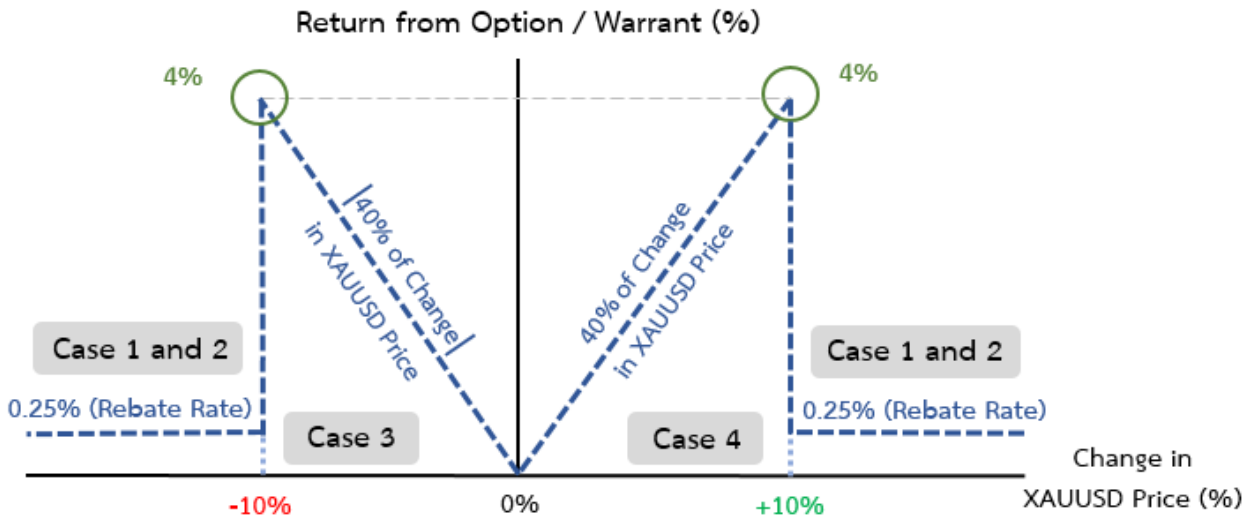 Return from Option / Warrant (%)
4%
4%
|40% of Change|
in XAUUSD Price
40% of Change
in XAUUSD Price
Case 1 and 2
Case 1 and 2
0.25% (Rebate Rate)
0.25% (Rebate Rate)
Case 3
Case 4
Change in
XAUUSD Price (%)
-10%
0%
+10%